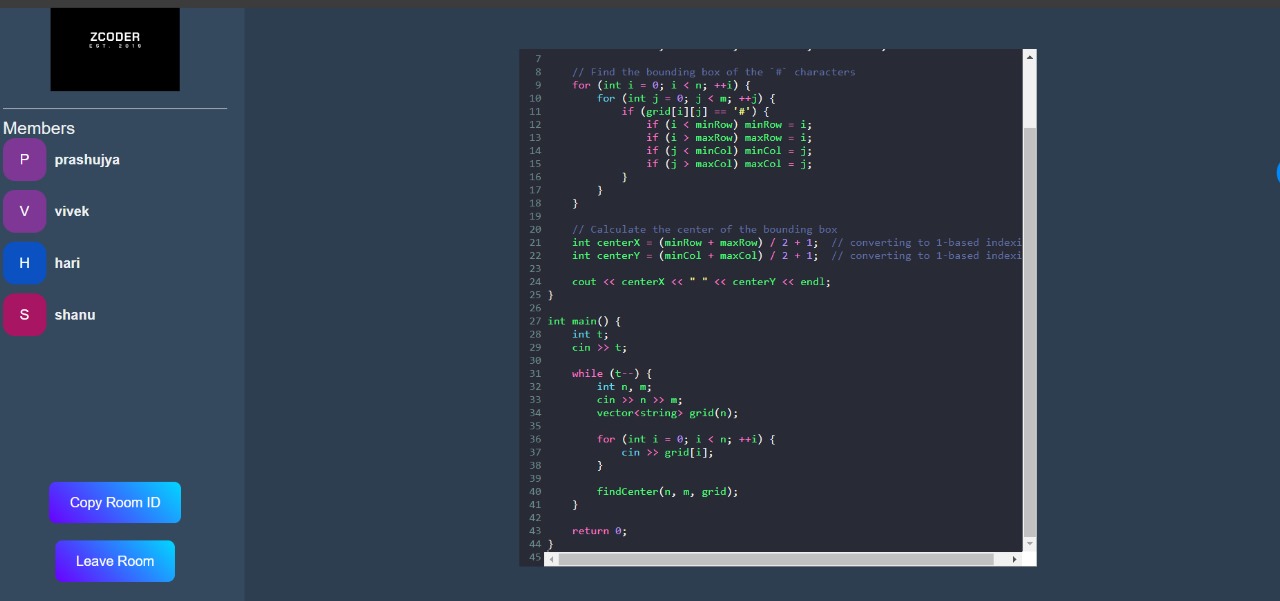 ZCODER
EST. 2019
Members
P prashujya
V vivek
H hari
S shanu
Copy Room ID
Leave Room
7
8     // Find the bounding box of the `#` characters
9     for (int i = 0; i < n; ++i) {
10         for (int j = 0; j < m; ++j) {
11             if (grid[i][j] == '#') {
12                 if (i < minRow) minRow = i;
13                 if (i > maxRow) maxRow = i;
14                 if (j < minCol) minCol = j;
15                 if (j > maxCol) maxCol = j;
16             }
17         }
18     }
19
20     // Calculate the center of the bounding box
21     int centerX = (minRow + maxRow) / 2 + 1;  // converting to 1-based indexi
22     int centerY = (minCol + maxCol) / 2 + 1;  // converting to 1-based indexi
23
24     cout << centerX << " " << centerY << endl;
25 }
26
27 int main() {
28     int t;
29     cin >> t;
30
31     while (t--) {
32         int n, m;
33         cin >> n >> m;
34         vector<string> grid(n);
35
36         for (int i = 0; i < n; ++i) {
37             cin >> grid[i];
38         }
39
40         findCenter(n, m, grid);
41     }
42
43     return 0;
44 }
45